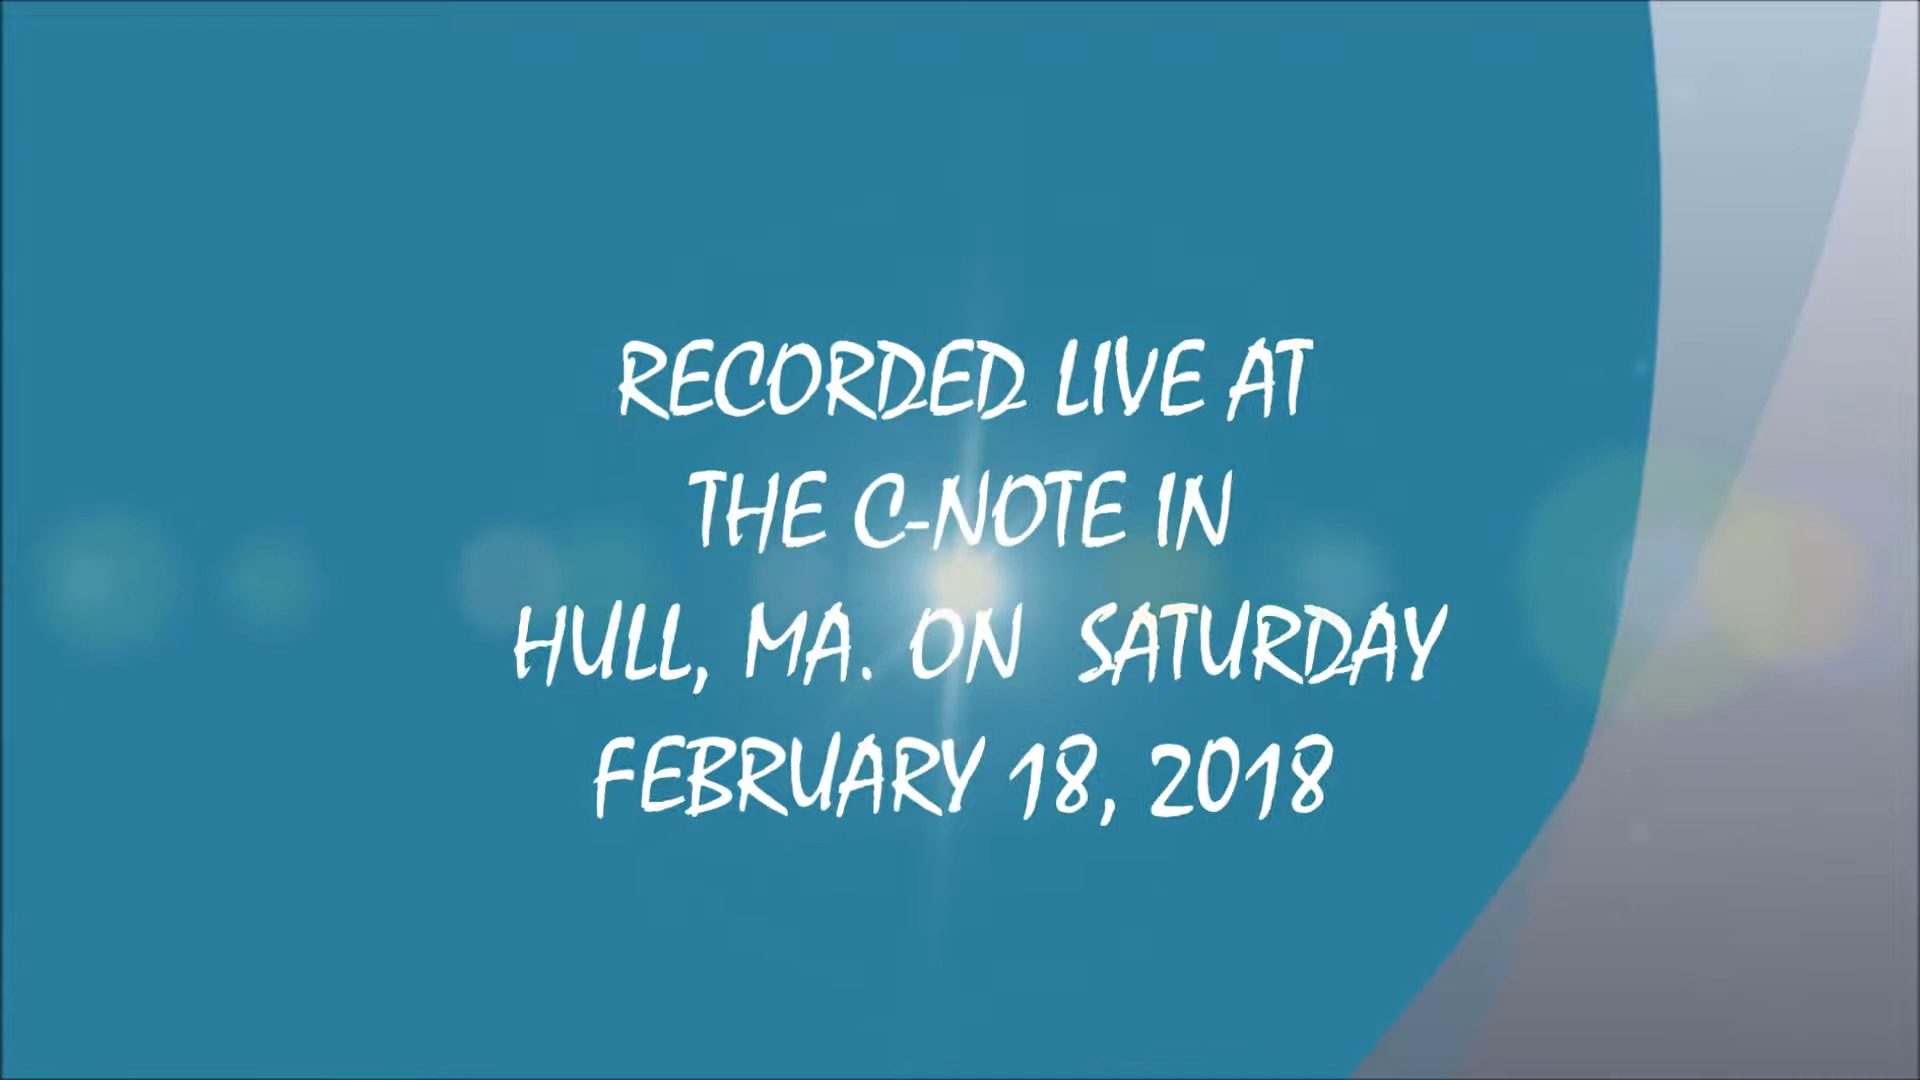 RECORDED LIVE AT
THE C-NOTE IN
HULL, MA. ON SATURDAY
FEBRUARY 18, 2018